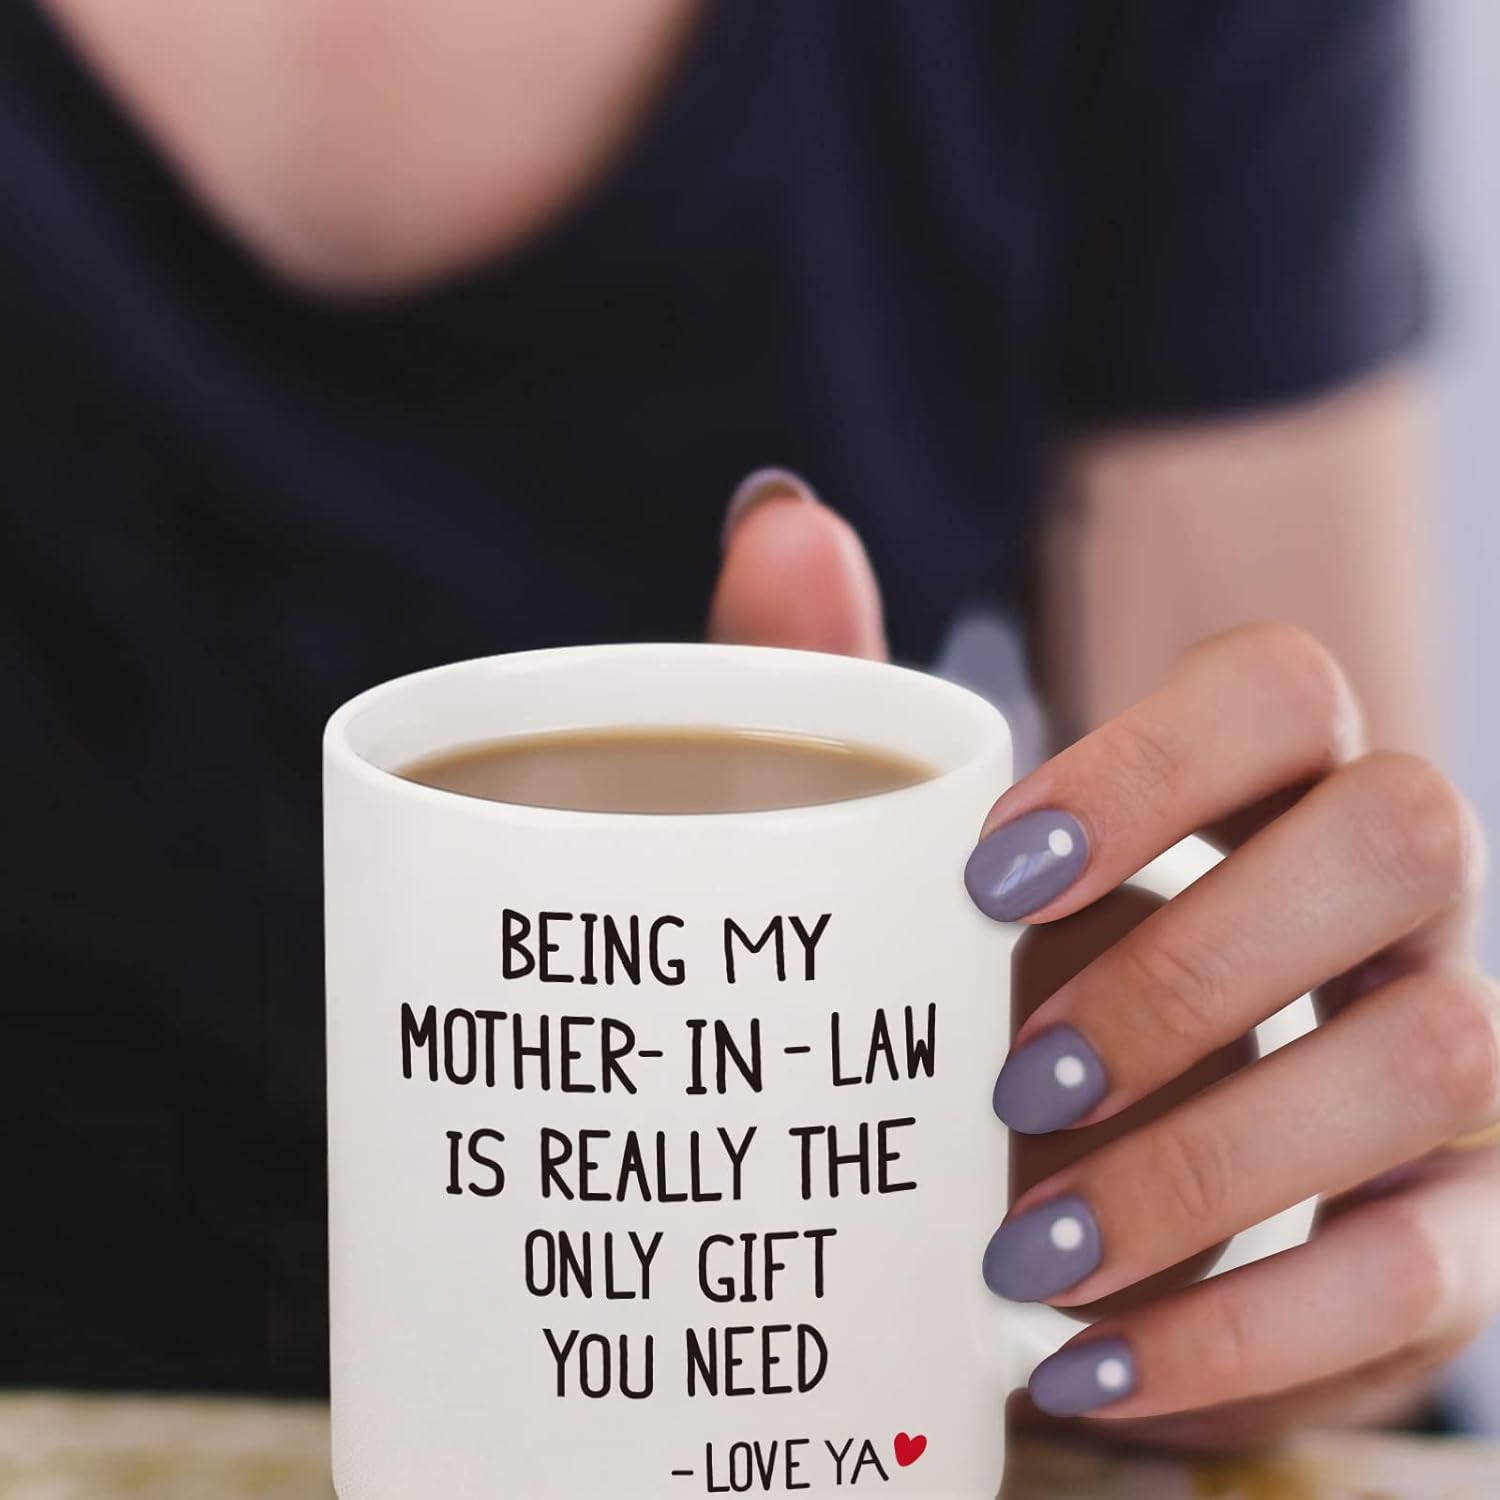 BEING MY
MOTHER-IN-LAW
IS REALLY THE
ONLY GIFT
YOU NEED
-LOVE YA